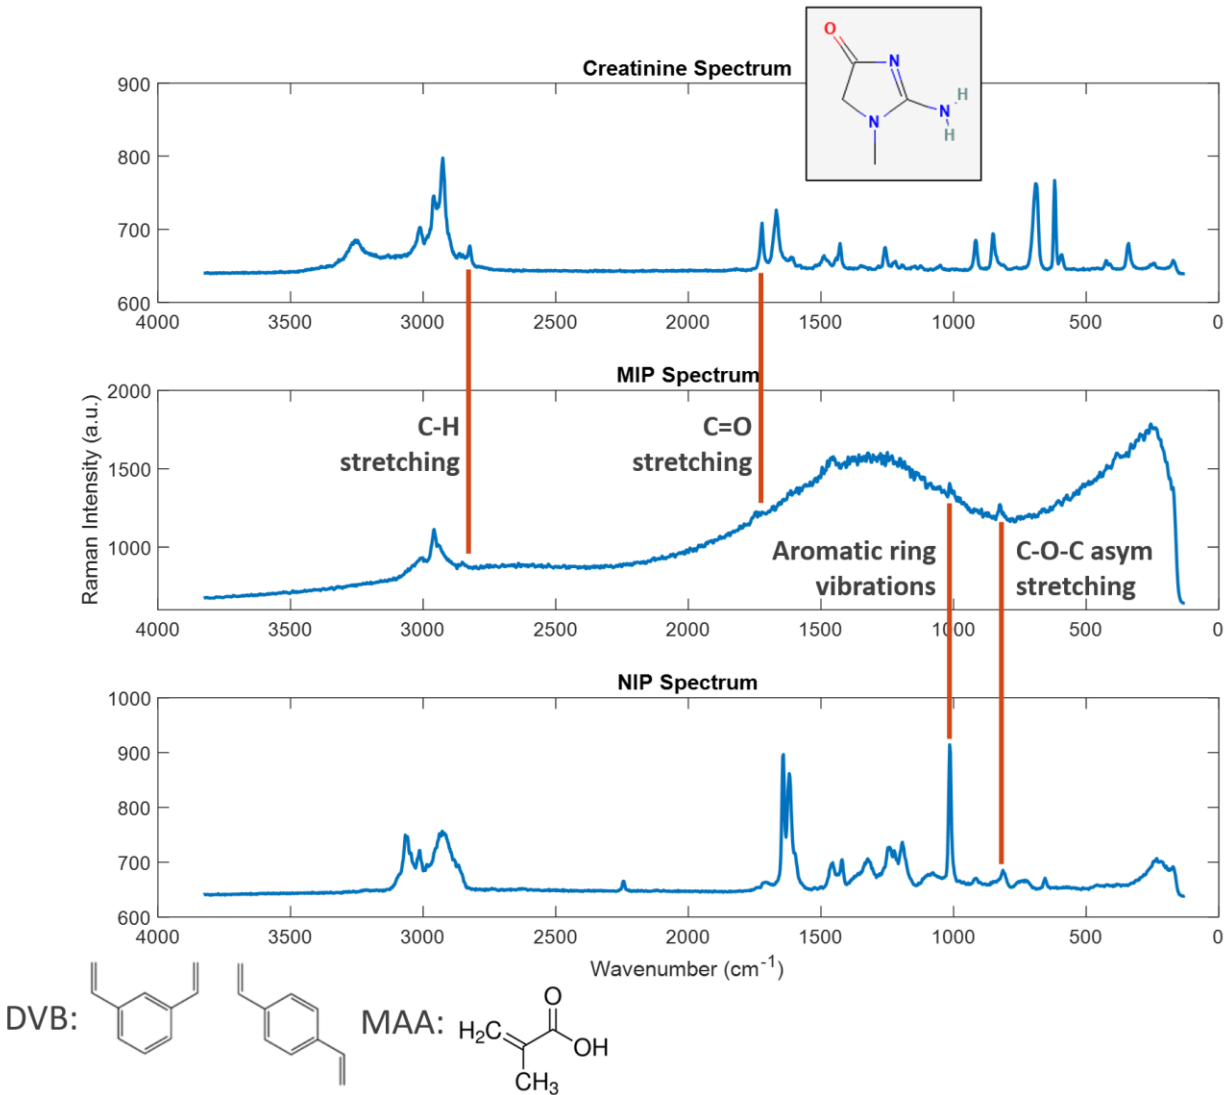 Creatinine Spectrum
O
N
N
N
H
H
900
800
700
600
4000 3500 3000 2500 2000 1500 1000 500 0
MIP Spectrum
2000
1500
1000
C-H
stretching
C=O
stretching
Aromatic ring
vibrations
C-O-C asym
stretching
4000 3500 3000 2500 2000 1500 1000 500 0
Raman Intensity (a.u.)
NIP Spectrum
1000
900
800
700
600
4000 3500 3000 2500 2000 1500 1000 500 0
Wavenumber (cm⁻¹)
DVB:
MAA:
O
H₂C
OH
CH₃